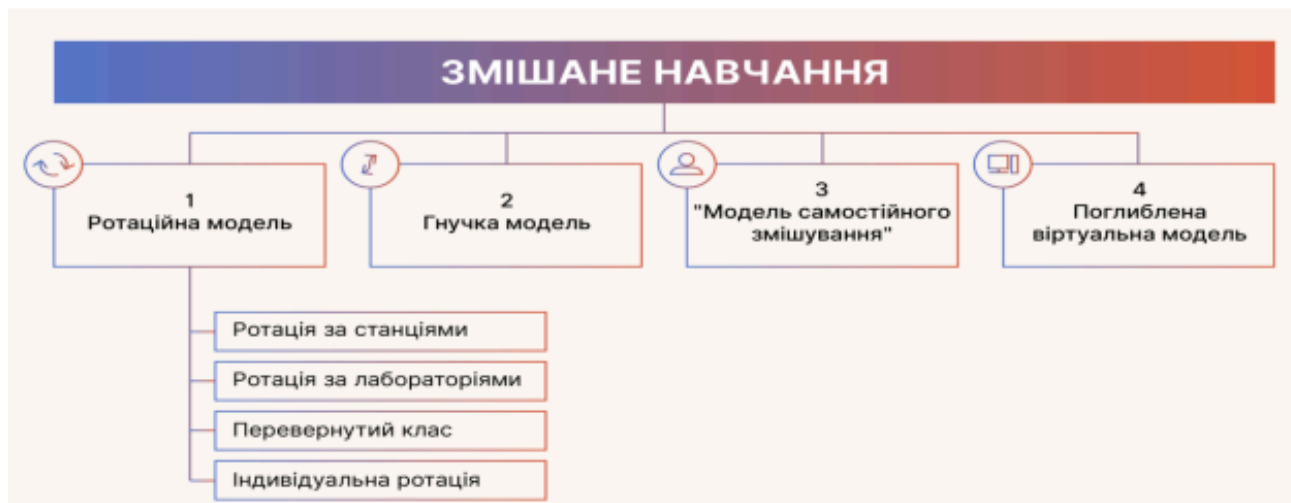 ЗМІШАНЕ НАВЧАННЯ
1
Ротаційна модель
2
Гнучка модель
3
"Модель самостійного
змішування"
4
Поглиблена
віртуальна модель
Ротація за станціями
Ротація за лабораторіями
Перевернутий клас
Індивідуальна ротація